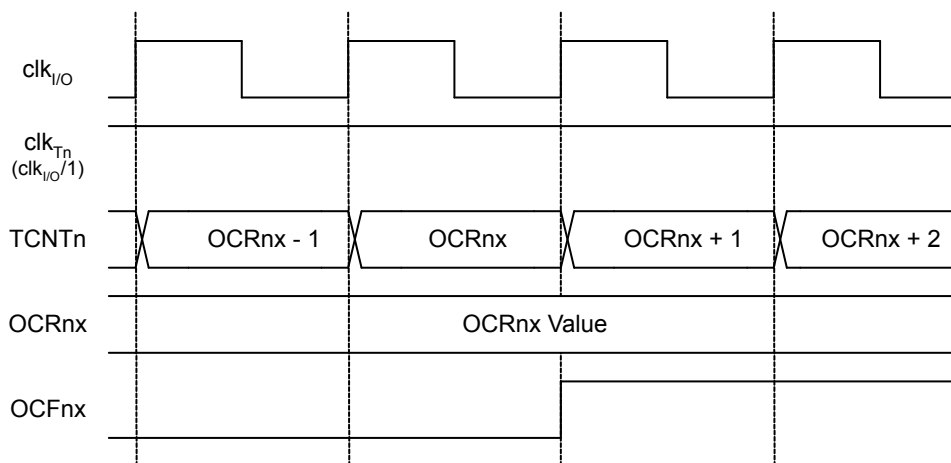 clkI/O
clkTn
(clkI/O/1)
TCNTn OCRnx - 1 OCRnx OCRnx + 1 OCRnx + 2
OCRnx OCRnx Value
OCFnx